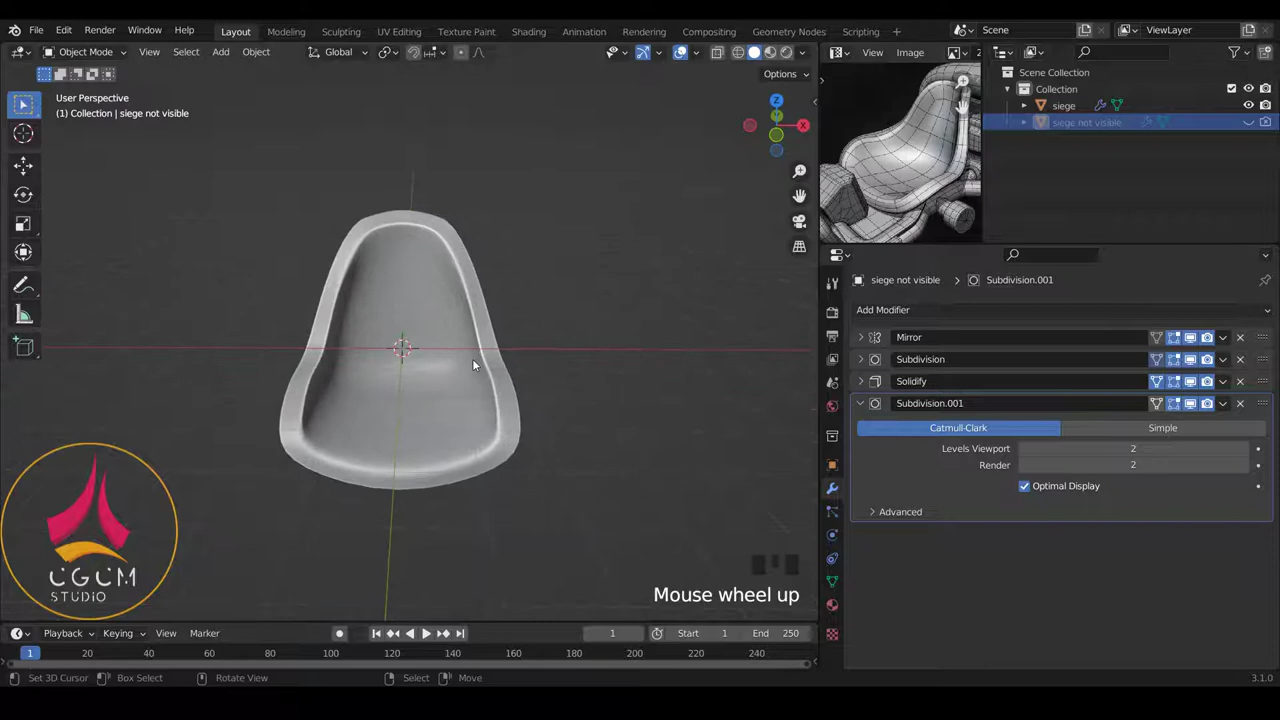 File Edit Render Window Help Layout Modeling Sculpting UV Editing Texture Paint Shading Animation Rendering Compositing Geometry Nodes Scripting + Scene ViewLayer
Object Mode View Select Add Object Global View Image
Options
User Perspective
(1) Collection | siege not visible
Z
Y
X
Scene Collection
Collection
siege
siege not visible
siege not visible > Subdivision.001
Add Modifier
Mirror
Subdivision
Solidify
Subdivision.001
Catmull-Clark Simple
Levels Viewport 2
Render 2
Optimal Display
Advanced
CGCM
STUDIO
Mouse wheel up
Playback Keying View Marker 1 Start 1 End 250
1 20 40 60 80 100 120 140 160 180 200 220 240
Set 3D Cursor Box Select Rotate View Select Move 3.1.0